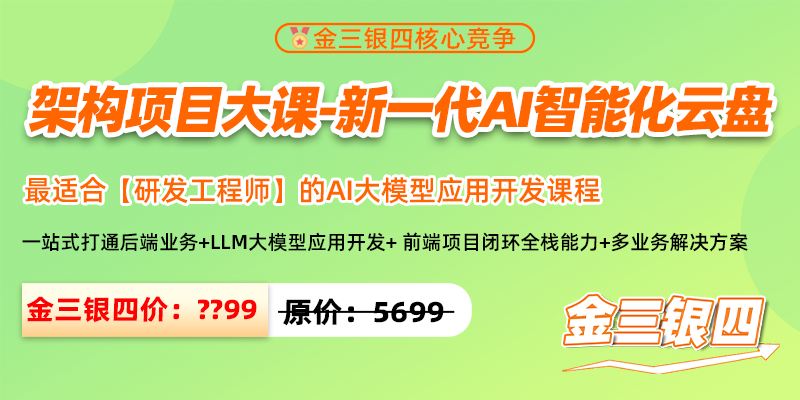 金三银四核心竞争
架构项目大课-新一代AI智能化云盘
最适合【研发工程师】的AI大模型应用开发课程
一站式打通后端业务+LLM大模型应用开发+ 前端项目闭环全栈能力+多业务解决方案
金三银四价：??99
原价：5699
金三银四